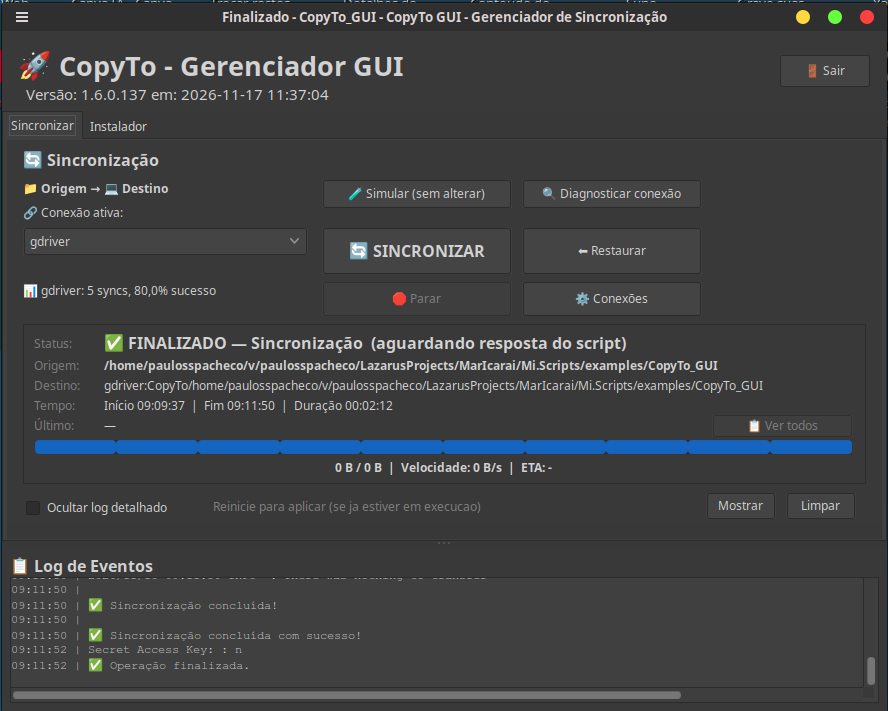 Finalizado - CopyTo_GUI - CopyTo GUI - Gerenciador de Sincronização
CopyTo - Gerenciador GUI
Sair
Versão: 1.6.0.137 em: 2026-11-17 11:37:04
Sincronizar Instalador
Sincronização
Origem → Destino
Simular (sem alterar) Diagnosticar conexão
Conexão ativa:
gdriver
SINCRONIZAR Restaurar
gdriver: 5 syncs, 80,0% sucesso
Parar Conexões
Status: ✅ FINALIZADO — Sincronização (aguardando resposta do script)
Origem: /home/paulosspacheco/v/paulosspacheco/LazarusProjects/MarIcarai/Mi.Scripts/examples/CopyTo_GUI
Destino: gdriver:CopyTo/home/paulosspacheco/v/paulosspacheco/LazarusProjects/MarIcarai/Mi.Scripts/examples/CopyTo_GUI
Tempo: Início 09:09:37 | Fim 09:11:50 | Duração 00:02:12
Último: — Ver todos
0 B / 0 B | Velocidade: 0 B/s | ETA: -
Ocultar log detalhado Reinicie para aplicar (se ja estiver em execucao) Mostrar Limpar
Log de Eventos
09:11:50 |
09:11:50 | ✅ Sincronização concluída!
09:11:50 |
09:11:50 | ✅ Sincronização concluída com sucesso!
09:11:52 | Secret Access Key: : n
09:11:52 | ✅ Operação finalizada.